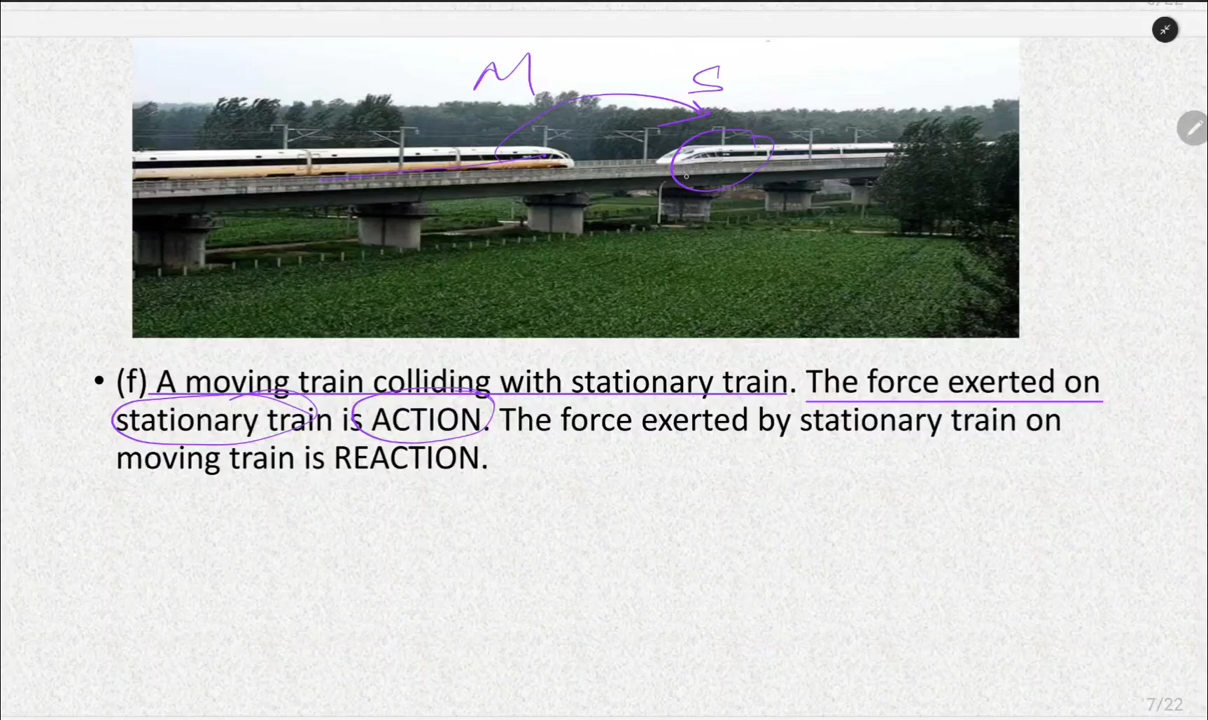 M S
• (f) A moving train colliding with stationary train. The force exerted on
stationary train is ACTION. The force exerted by stationary train on
moving train is REACTION.
7/22